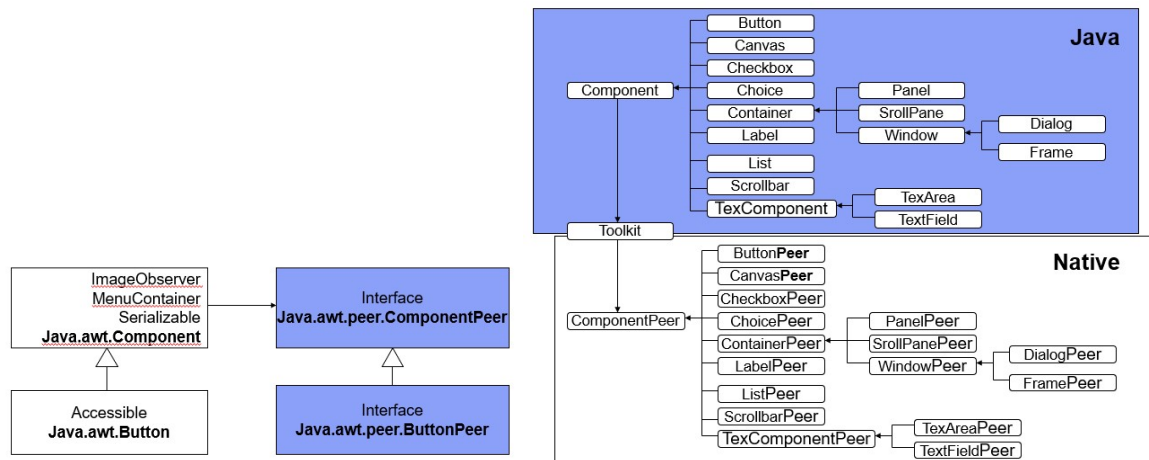 ImageObserver
MenuContainer
Serializable
Java.awt.Component
Accessible
Java.awt.Button
Interface
Java.awt.peer.ComponentPeer
Interface
Java.awt.peer.ButtonPeer
Java
Component
Button
Canvas
Checkbox
Choice
Container
Label
List
Scrollbar
TexComponent
Panel
SrollPane
Window
Dialog
Frame
TexArea
TextField
Toolkit
Native
ComponentPeer
ButtonPeer
CanvasPeer
CheckboxPeer
ChoicePeer
ContainerPeer
LabelPeer
ListPeer
ScrollbarPeer
TexComponentPeer
PanelPeer
SrollPanePeer
WindowPeer
DialogPeer
FramePeer
TexAreaPeer
TextFieldPeer